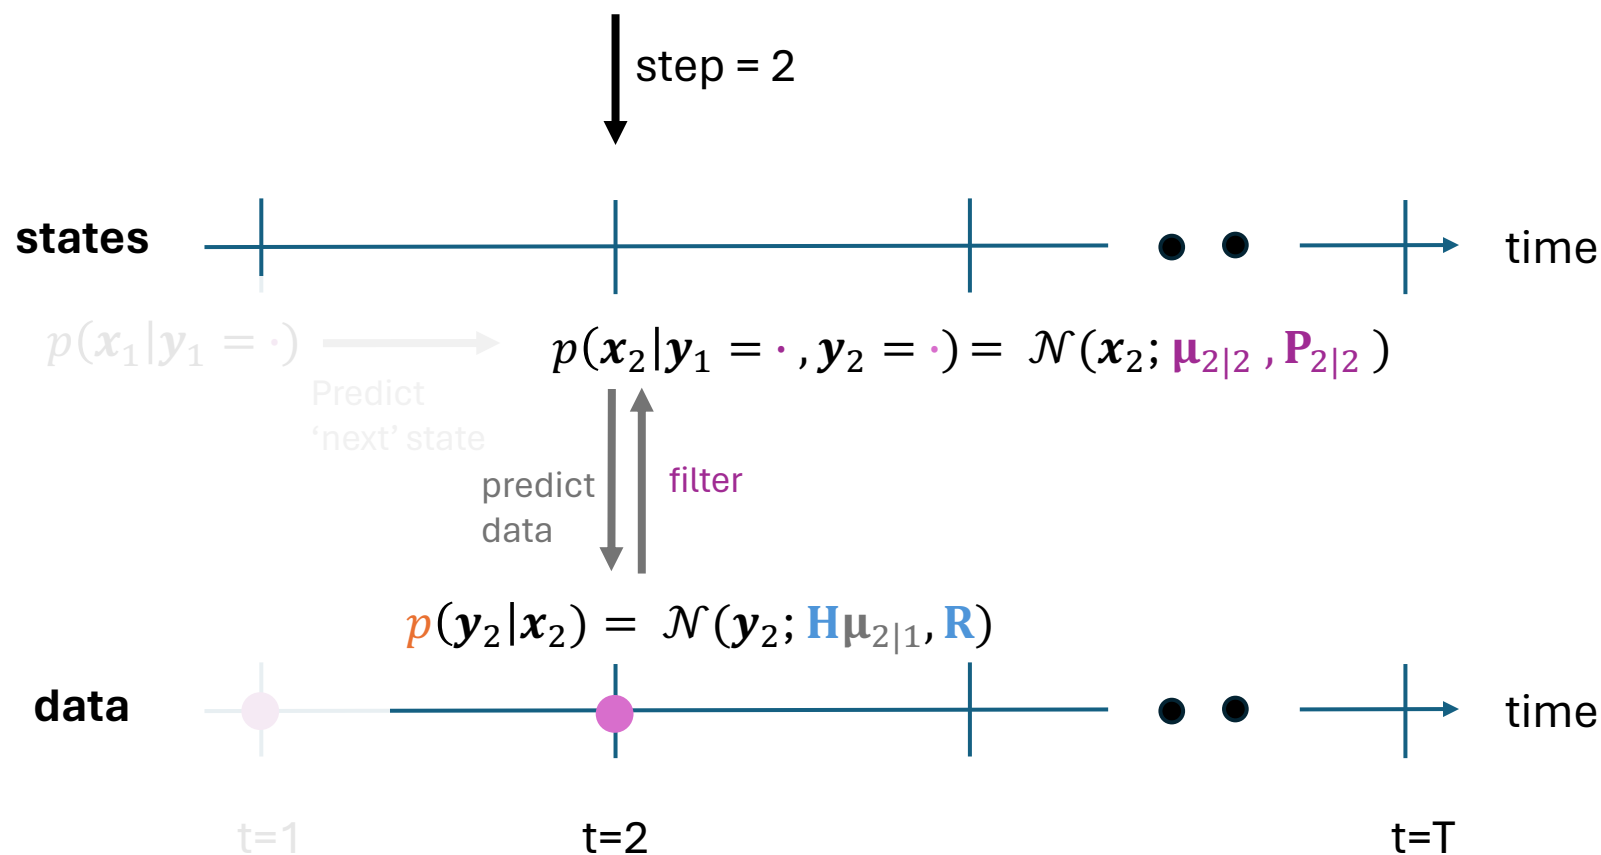 step = 2
states
time
p(x₁|y₁ = ·)
p(x₂|y₁ = · , y₂ = ·) = 𝒩(x₂; μ₂|₂ , P₂|₂ )
Predict
‘next’ state
predict
data
filter
p(y₂|x₂) = 𝒩(y₂; Hμ₂|₁, R)
data
time
t=1
t=2
t=T